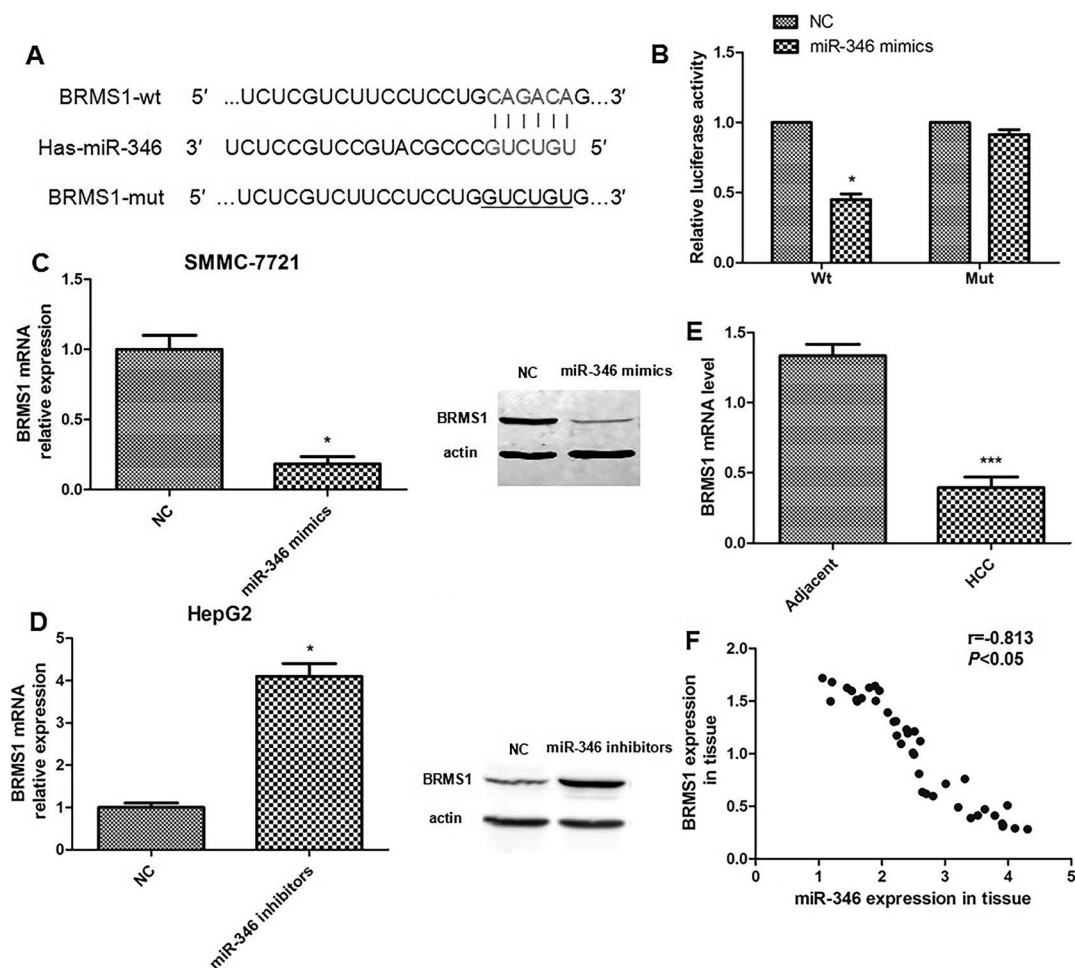 A
BRMS1-wt 5′ ...UCUCGUCUUCCUCCUGCAGACAG...3′
Has-miR-346 3′ UCUCCGUCCGUACGCCCGUCUGU 5′
BRMS1-mut 5′ ...UCUCGUCUUCCUCCUGGUCUGUG...3′
B
NC
miR-346 mimics
Relative luciferase activity
1.5
1.0
0.5
0.0
*
Wt Mut
C
SMMC-7721
BRMS1 mRNA
relative expression
1.5
1.0
0.5
0.0
*
NC
miR-346 mimics
NC miR-346 mimics
BRMS1
actin
E
BRMS1 mRNA level
1.5
1.0
0.5
0.0
***
Adjacent
HCC
D
HepG2
BRMS1 mRNA
relative expression
5
4
2
1
0
*
NC
miR-346 inhibitors
NC miR-346 inhibitors
BRMS1
actin
F
r=-0.813
P<0.05
BRMS1 expression
in tissue
2.0
1.5
1.0
0.5
0.0
0 1 2 3 4 5
miR-346 expression in tissue